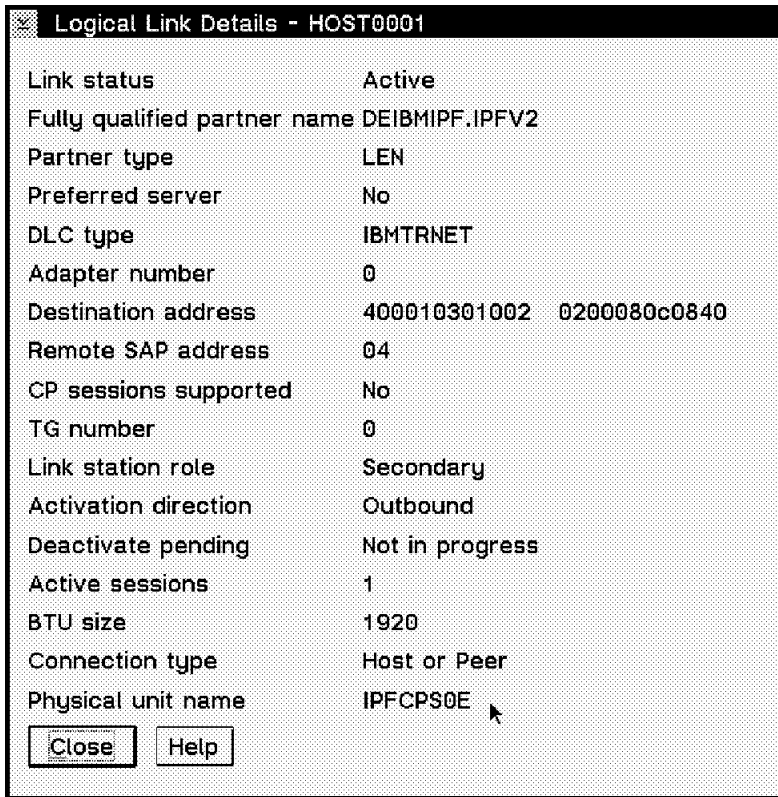 Logical Link Details - HOST0001
Link status Active
Fully qualified partner name DEIBMIPF.IPFV2
Partner type LEN
Preferred server No
DLC type IBMTRNET
Adapter number 0
Destination address 400010301002 0200080c0840
Remote SAP address 04
CP sessions supported No
TG number 0
Link station role Secondary
Activation direction Outbound
Deactivate pending Not in progress
Active sessions 1
BTU size 1920
Connection type Host or Peer
Physical unit name IPFCPS0E
Close Help